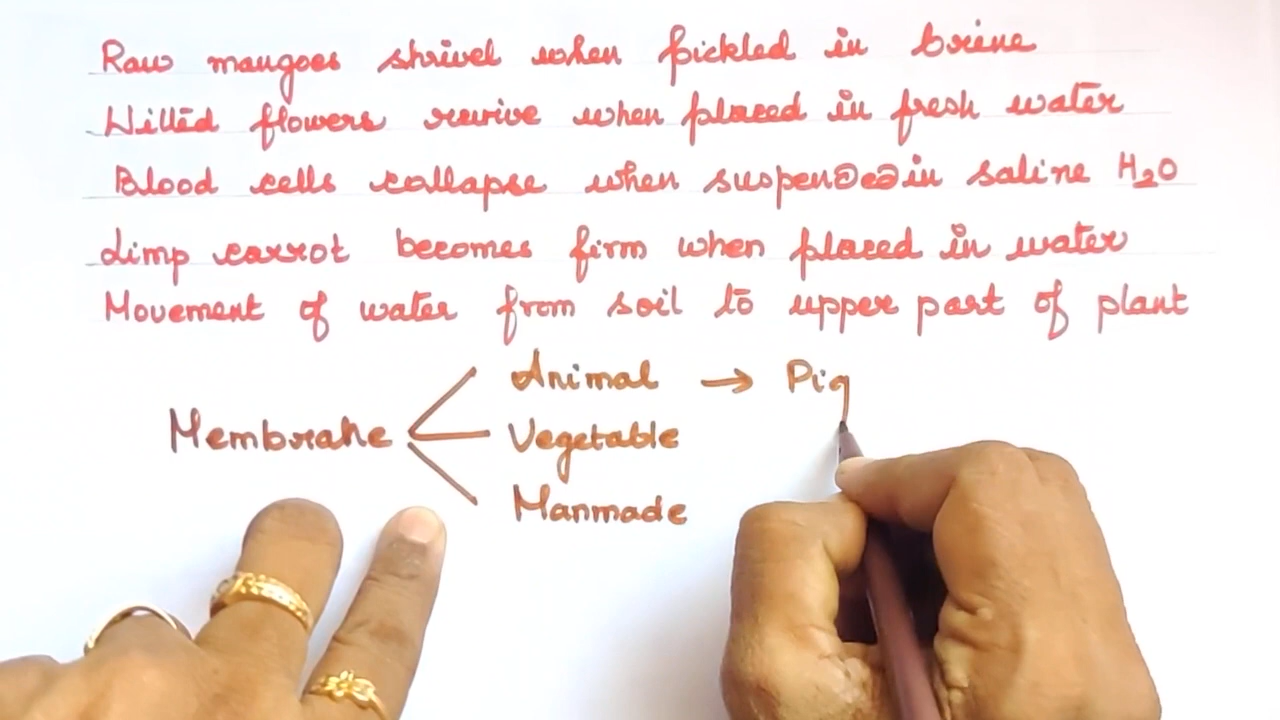 Raw mangoes shrivel when pickled in brine
Wilted flowers revive when placed in fresh water
Blood cells collapse when suspended in saline H₂O
Limp carrot becomes firm when placed in water
Movement of water from soil to upper part of plant
Animal → Pig
Membrane Vegetable
Manmade